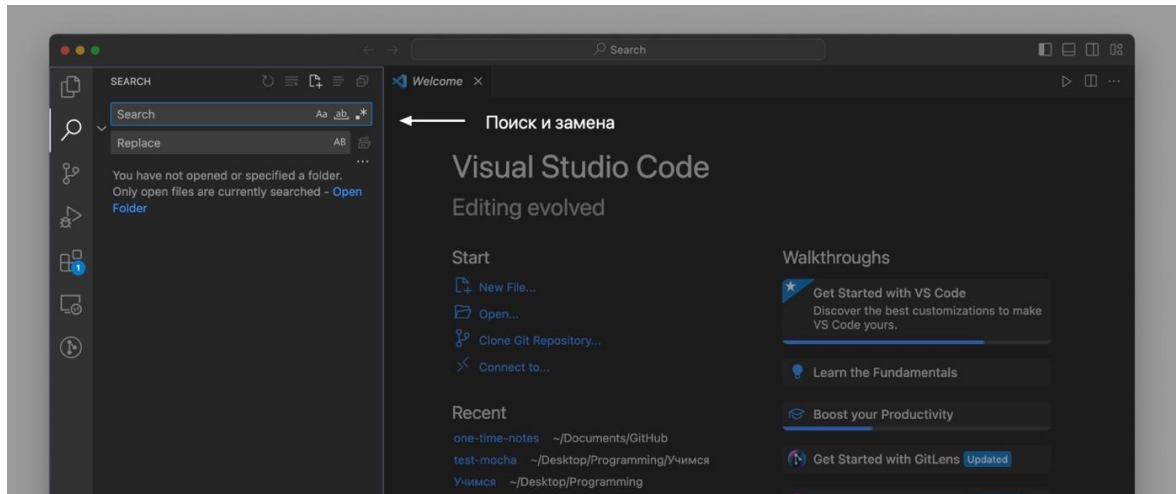 Search
SEARCH
Welcome
Search
Aa ab
Replace
AB
Поиск и замена
You have not opened or specified a folder.
Only open files are currently searched - Open
Folder
1
Visual Studio Code
Editing evolved
Start
New File...
Open...
Clone Git Repository...
Connect to...
Recent
one-time-notes ~/Documents/GitHub
test-mocha ~/Desktop/Programming/Учимся
Учимся ~/Desktop/Programming
Walkthroughs
Get Started with VS Code
Discover the best customizations to make
VS Code yours.
Learn the Fundamentals
Boost your Productivity
Get Started with GitLens Updated